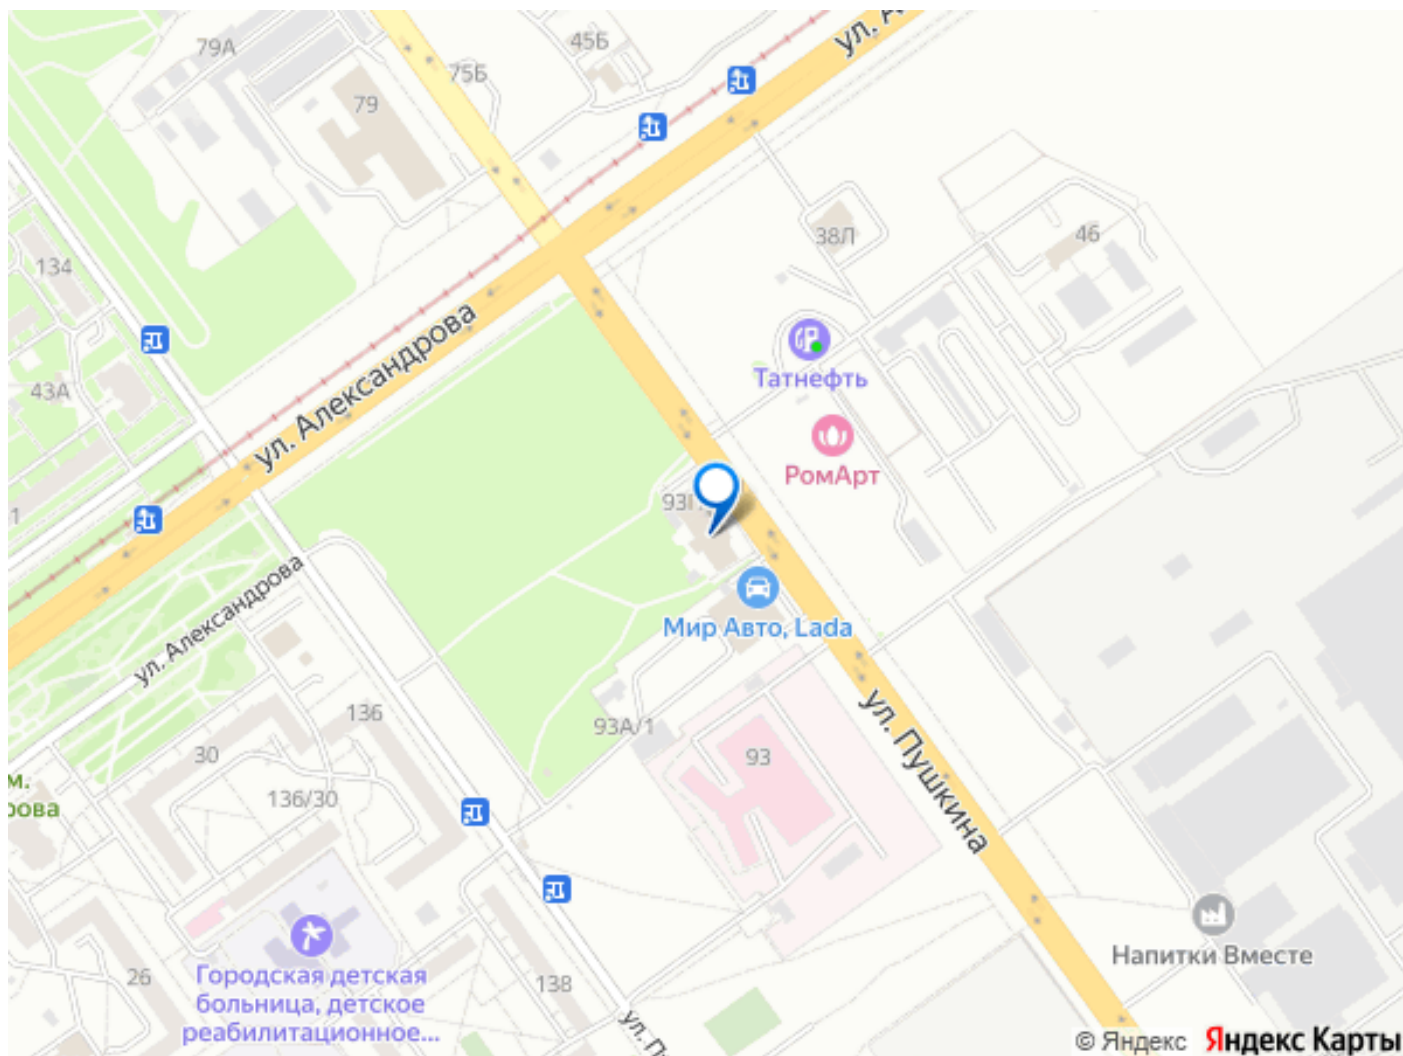 79А
45Б
ул. А
75Б
79
134
38Л
46
ул. Александрова
Татнефть
43А
РомАрт
93Г
1
ул. Александрова
Мир Авто, Lada
136
93А/1
ул. Пушкина
30
93
м.
рова
136/30
Напитки Вместе
26
Городская детская
больница, детское
реабилитационное...
138
ул. П
© Яндекс Яндекс Карты